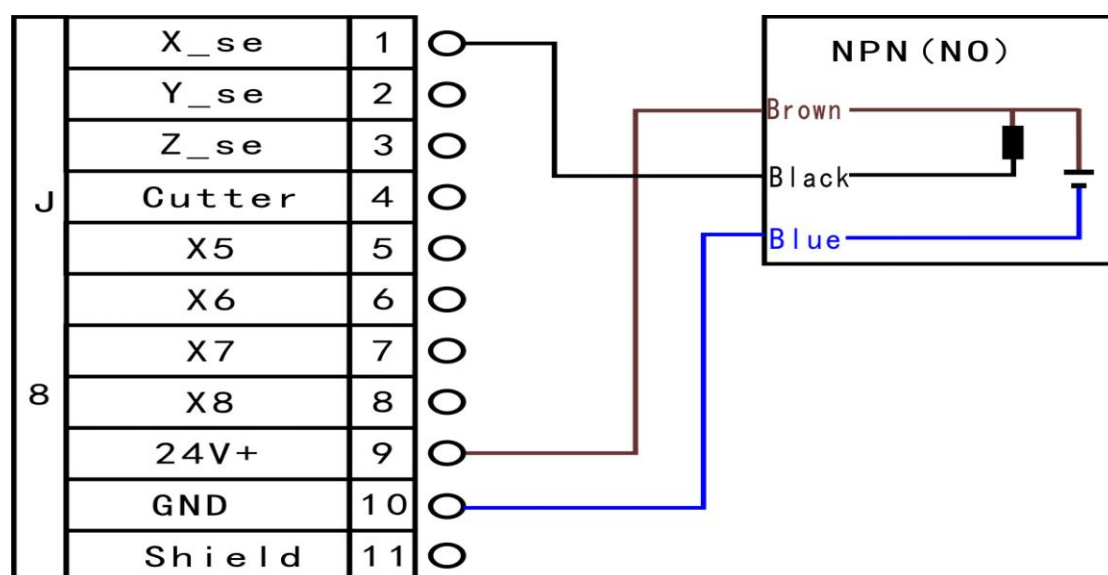 J 8
X_se 1
Y_se 2
Z_se 3
Cutter 4
X5 5
X6 6
X7 7
X8 8
24V+ 9
GND 10
Shield 11
NPN (NO)
Brown
Black
Blue